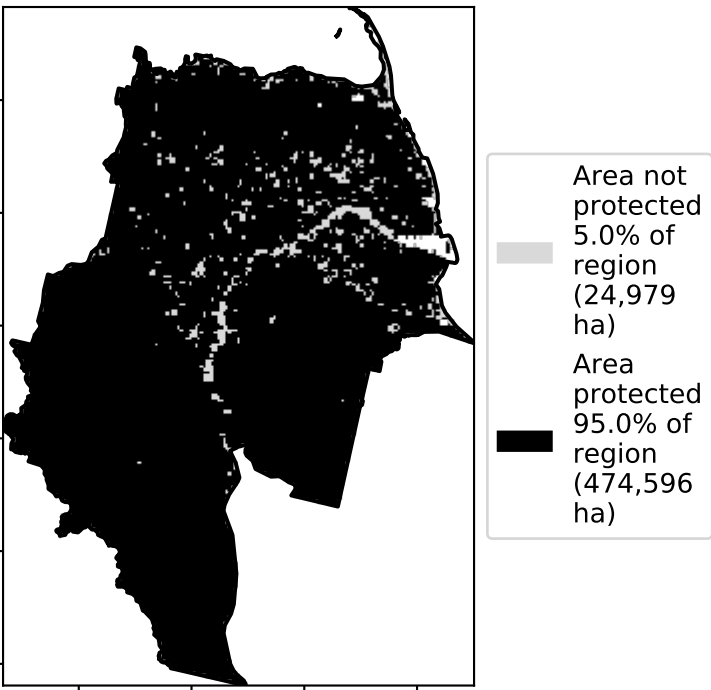 Area not
protected
5.0% of
region
(24,979
ha)
Area
protected
95.0% of
region
(474,596
ha)